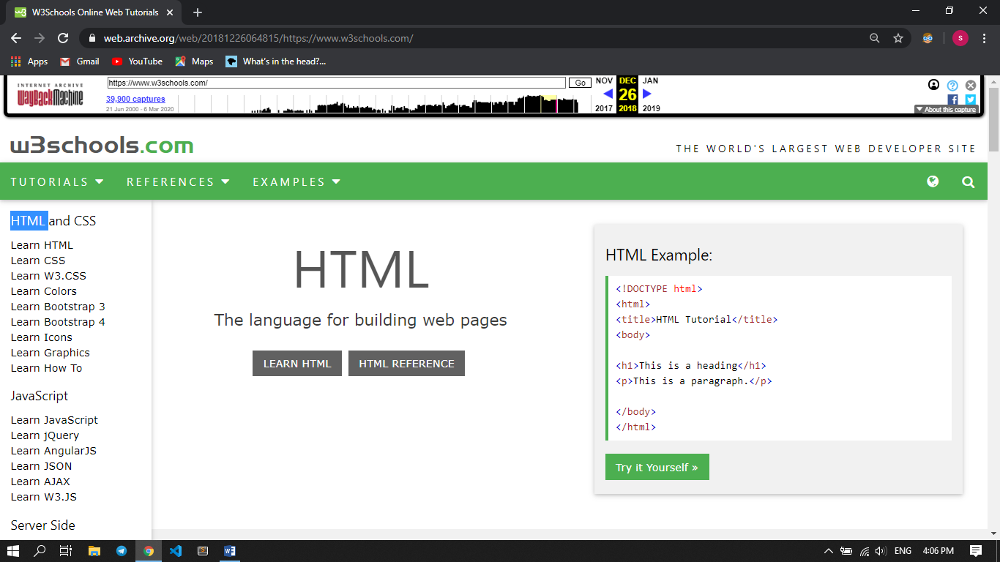 W3Schools Online Web Tutorials
web.archive.org/web/20181226064815/https://www.w3schools.com/
S
Apps Gmail YouTube Maps What's in the head?...
INTERNET ARCHIVE
WayBackMachine
https://www.w3schools.com/ Go
39,900 captures
21 Jun 2000 - 6 Mar 2020
NOV DEC JAN
26
2017 2018 2019
About this capture
w3schools.com
THE WORLD'S LARGEST WEB DEVELOPER SITE
TUTORIALS REFERENCES EXAMPLES
HTML and CSS
Learn HTML
Learn CSS
Learn W3.CSS
Learn Colors
Learn Bootstrap 3
Learn Bootstrap 4
Learn Icons
Learn Graphics
Learn How To
JavaScript
Learn JavaScript
Learn jQuery
Learn AngularJS
Learn JSON
Learn AJAX
Learn W3.JS
Server Side
HTML
The language for building web pages
LEARN HTML HTML REFERENCE
HTML Example:
<!DOCTYPE html>
<html>
<title>HTML Tutorial</title>
<body>
<h1>This is a heading</h1>
<p>This is a paragraph.</p>
</body>
</html>
Try it Yourself »
ENG 4:06 PM